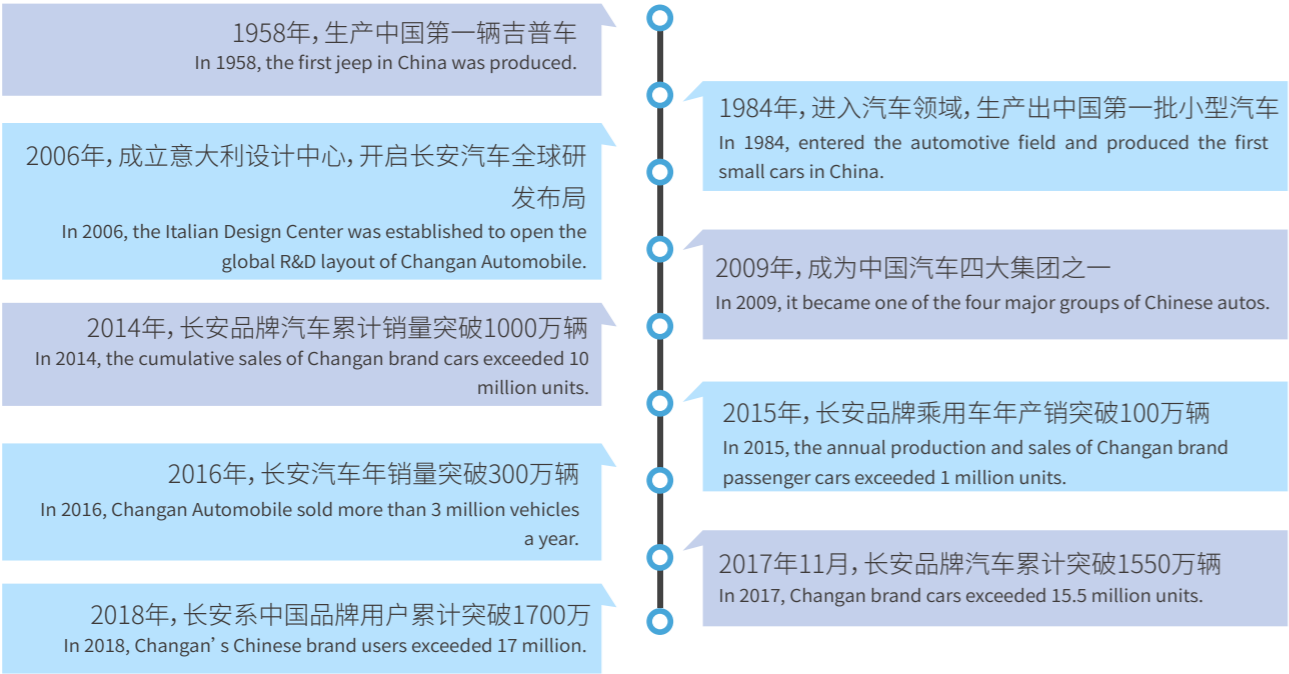 1958年，生产中国第一辆吉普车
In 1958, the first jeep in China was produced.
1984年，进入汽车领域，生产出中国第一批小型汽车
In 1984, entered the automotive field and produced the first
small cars in China.
2006年，成立意大利设计中心，开启长安汽车全球研
发布局
In 2006, the Italian Design Center was established to open the
global R&D layout of Changan Automobile.
2009年，成为中国汽车四大集团之一
In 2009, it became one of the four major groups of Chinese autos.
2014年，长安品牌汽车累计销量突破1000万辆
In 2014, the cumulative sales of Changan brand cars exceeded 10
million units.
2015年，长安品牌乘用车年产销突破100万辆
In 2015, the annual production and sales of Changan brand
passenger cars exceeded 1 million units.
2016年，长安汽车年销量突破300万辆
In 2016, Changan Automobile sold more than 3 million vehicles
a year.
2017年11月，长安品牌汽车累计突破1550万辆
In 2017, Changan brand cars exceeded 15.5 million units.
2018年，长安系中国品牌用户累计突破1700万
In 2018, Changan’s Chinese brand users exceeded 17 million.